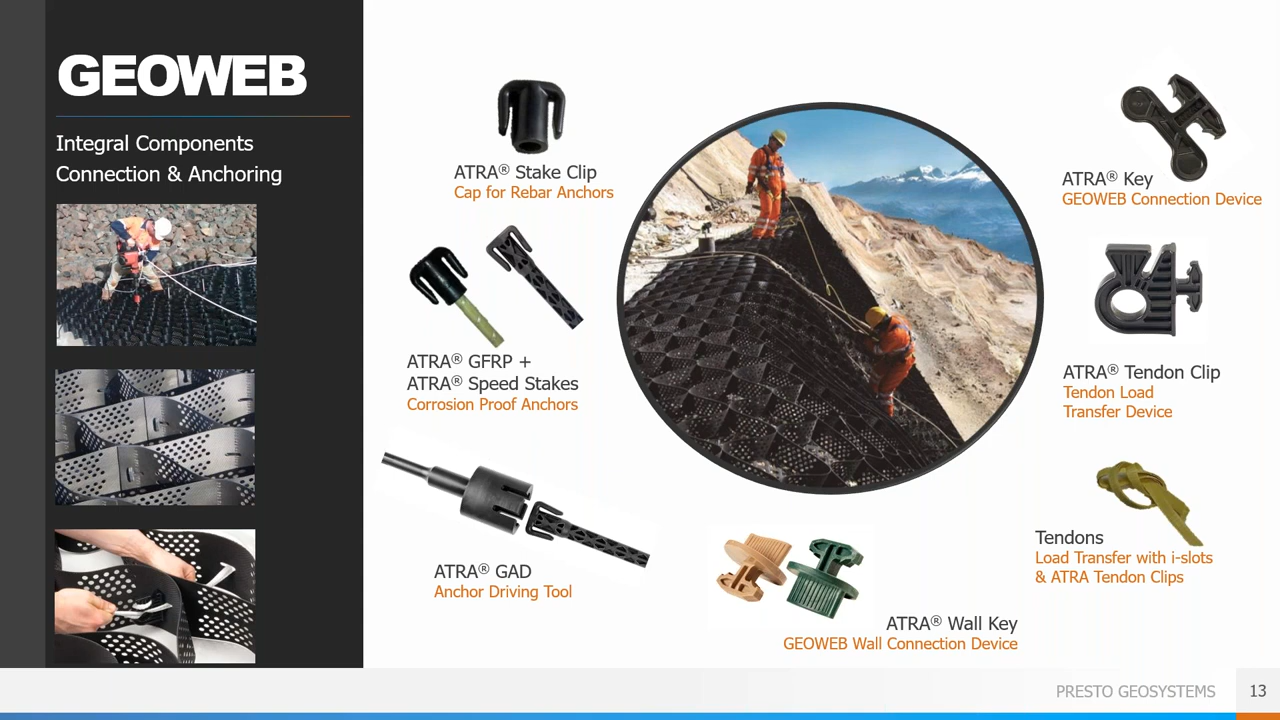 GEOWEB
Integral Components
Connection & Anchoring
ATRA® Stake Clip
Cap for Rebar Anchors
ATRA® GFRP +
ATRA® Speed Stakes
Corrosion Proof Anchors
ATRA® GAD
Anchor Driving Tool
ATRA® Key
GEOWEB Connection Device
ATRA® Tendon Clip
Tendon Load
Transfer Device
Tendons
Load Transfer with i-slots
& ATRA Tendon Clips
ATRA® Wall Key
GEOWEB Wall Connection Device
PRESTO GEOSYSTEMS
13